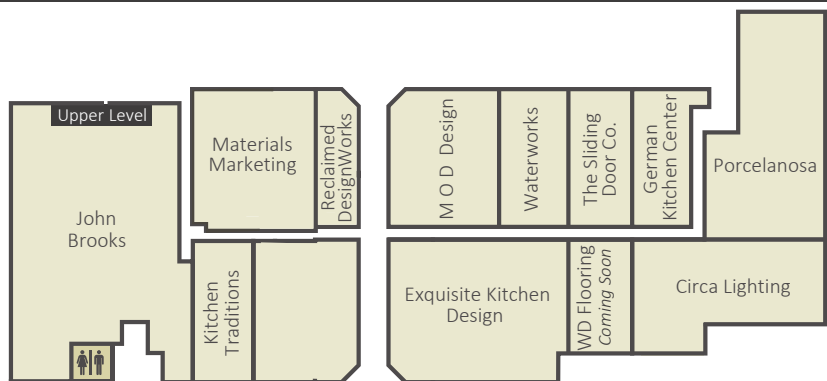 Upper Level
John
Brooks
Materials
Marketing
Reclaimed
DesignWorks
MOD Design
Waterworks
The Sliding
Door Co.
German
Kitchen Center
Porcelanosa
Kitchen
Traditions
Exquisite Kitchen
Design
WD Flooring
Coming Soon
Circa Lighting